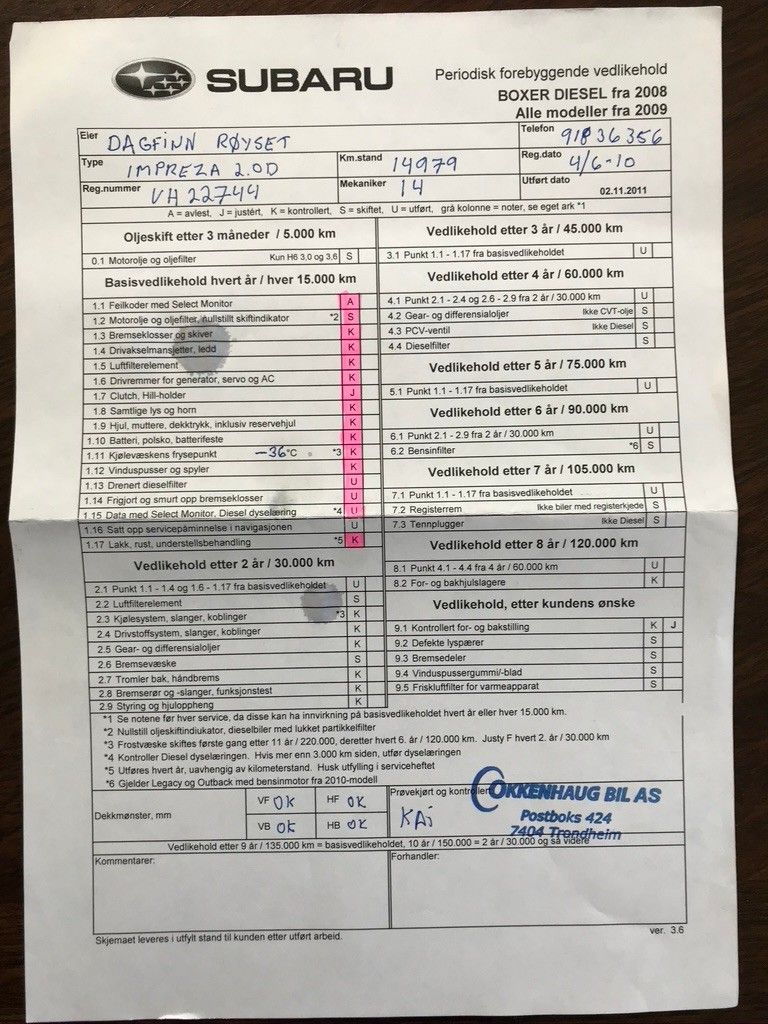 SUBARU
Periodisk forebyggende vedlikehold
BOXER DIESEL fra 2008
Alle modeller fra 2009
Eier DAGFINN RØYSET
Telefon 91836356
Type IMPREZA 2.0D
Km.stand 14979
Reg.dato 4/6-10
Reg.nummer VH22744
Mekaniker 14
Utført dato 02.11.2011
A = avlest, J = justért, K = kontrollert, S = skiftet, U = utført, grå kolonne = noter, se eget ark *1
Oljeskift etter 3 måneder / 5.000 km
0.1 Motorolje og oljefilter Kun H6 3,0 og 3,6 S
Basisvedlikehold hvert år / hver 15.000 km
1.1 Feilkoder med Select Monitor A
1.2 Motorolje og oljefilter, nullstilt skiftindikator *2 S
1.3 Bremseklosser og skiver K
1.4 Drivakselmansjetter, ledd K
1.5 Luftfilterelement K
1.6 Drivremmer for generator, servo og AC K
1.7 Clutch, Hill-holder J
1.8 Samtlige lys og horn K
1.9 Hjul, muttere, dekktrykk, inklusiv reservehjul K
1.10 Batteri, polsko, batterifeste K
1.11 Kjølevæskens frysepunkt -36 °C *3 K
1.12 Vinduspusser og spyler K
1.13 Drenert dieselfilter U
1.14 Frigjort og smurt opp bremseklosser U
1.15 Data med Select Monitor, Diesel dyselæring *4 U
1.16 Satt opp servicepåminnelse i navigasjonen U
1.17 Lakk, rust, understellsbehandling *5 K
Vedlikehold etter 2 år / 30.000 km
2.1 Punkt 1.1 - 1.4 og 1.6 - 1.17 fra basisvedlikeholdet U
2.2 Luftfilterelement S
2.3 Kjølesystem, slanger, koblinger *3 K
2.4 Drivstoffsystem, slanger, koblinger K
2.5 Gear- og differensialoljer K
2.6 Bremsevæske S
2.7 Tromler bak, håndbrems K
2.8 Bremserør og -slanger, funksjonstest K
2.9 Styring og hjuloppheng K
Vedlikehold etter 3 år / 45.000 km
3.1 Punkt 1.1 - 1.17 fra basisvedlikeholdet U
Vedlikehold etter 4 år / 60.000 km
4.1 Punkt 2.1 - 2.4 og 2.6 - 2.9 fra 2 år / 30.000 km U
4.2 Gear- og differensialoljer Ikke CVT-olje S
4.3 PCV-ventil Ikke Diesel S
4.4 Dieselfilter S
Vedlikehold etter 5 år / 75.000 km
5.1 Punkt 1.1 - 1.17 fra basisvedlikeholdet U
Vedlikehold etter 6 år / 90.000 km
6.1 Punkt 2.1 - 2.9 fra 2 år / 30.000 km U
6.2 Bensinfilter *6 S
Vedlikehold etter 7 år / 105.000 km
7.1 Punkt 1.1 - 1.17 fra basisvedlikeholdet U
7.2 Registerrem Ikke biler med registerkjede S
7.3 Tennplugger Ikke Diesel S
Vedlikehold etter 8 år / 120.000 km
8.1 Punkt 4.1 - 4.4 fra 4 år / 60.000 km U
8.2 For- og bakhjulslagere K
Vedlikehold, etter kundens ønske
9.1 Kontrollert for- og bakstilling K J
9.2 Defekte lyspærer S
9.3 Bremsedeler S
9.4 Vinduspussergummi/-blad S
9.5 Friskluftfilter for varmeapparat S
*1 Se notene før hver service, da disse kan ha innvirkning på basisvedlikeholdet hvert år eller hver 15.000 km.
*2 Nullstill oljeskiftindiukator, dieselbiler med lukket partikkelfilter
*3 Frostvæske skiftes første gang etter 11 år / 220.000, deretter hvert 6. år / 120.000 km. Justy F hvert 2. år / 30.000 km
*4 Kontroller Diesel dyselæringen. Hvis mer enn 3.000 km siden, utfør dyselæringen
*5 Utføres hvert år, uavhengig av kilometerstand. Husk utfylling i serviceheftet
*6 Gjelder Legacy og Outback med bensinmotor fra 2010-modell
Dekkmønster, mm
VF OK HF OK
VB OK HB OK
Prøvekjørt og kontrollert
KAi
OKKENHAUG BIL AS
Postboks 424
7404 Trondheim
Vedlikehold etter 9 år / 135.000 km = basisvedlikeholdet, 10 år / 150.000 = 2 år / 30.000 og så videre
Kommentarer:
Forhandler:
Skjemaet leveres i utfylt stand til kunden etter utført arbeid.
ver. 3.6